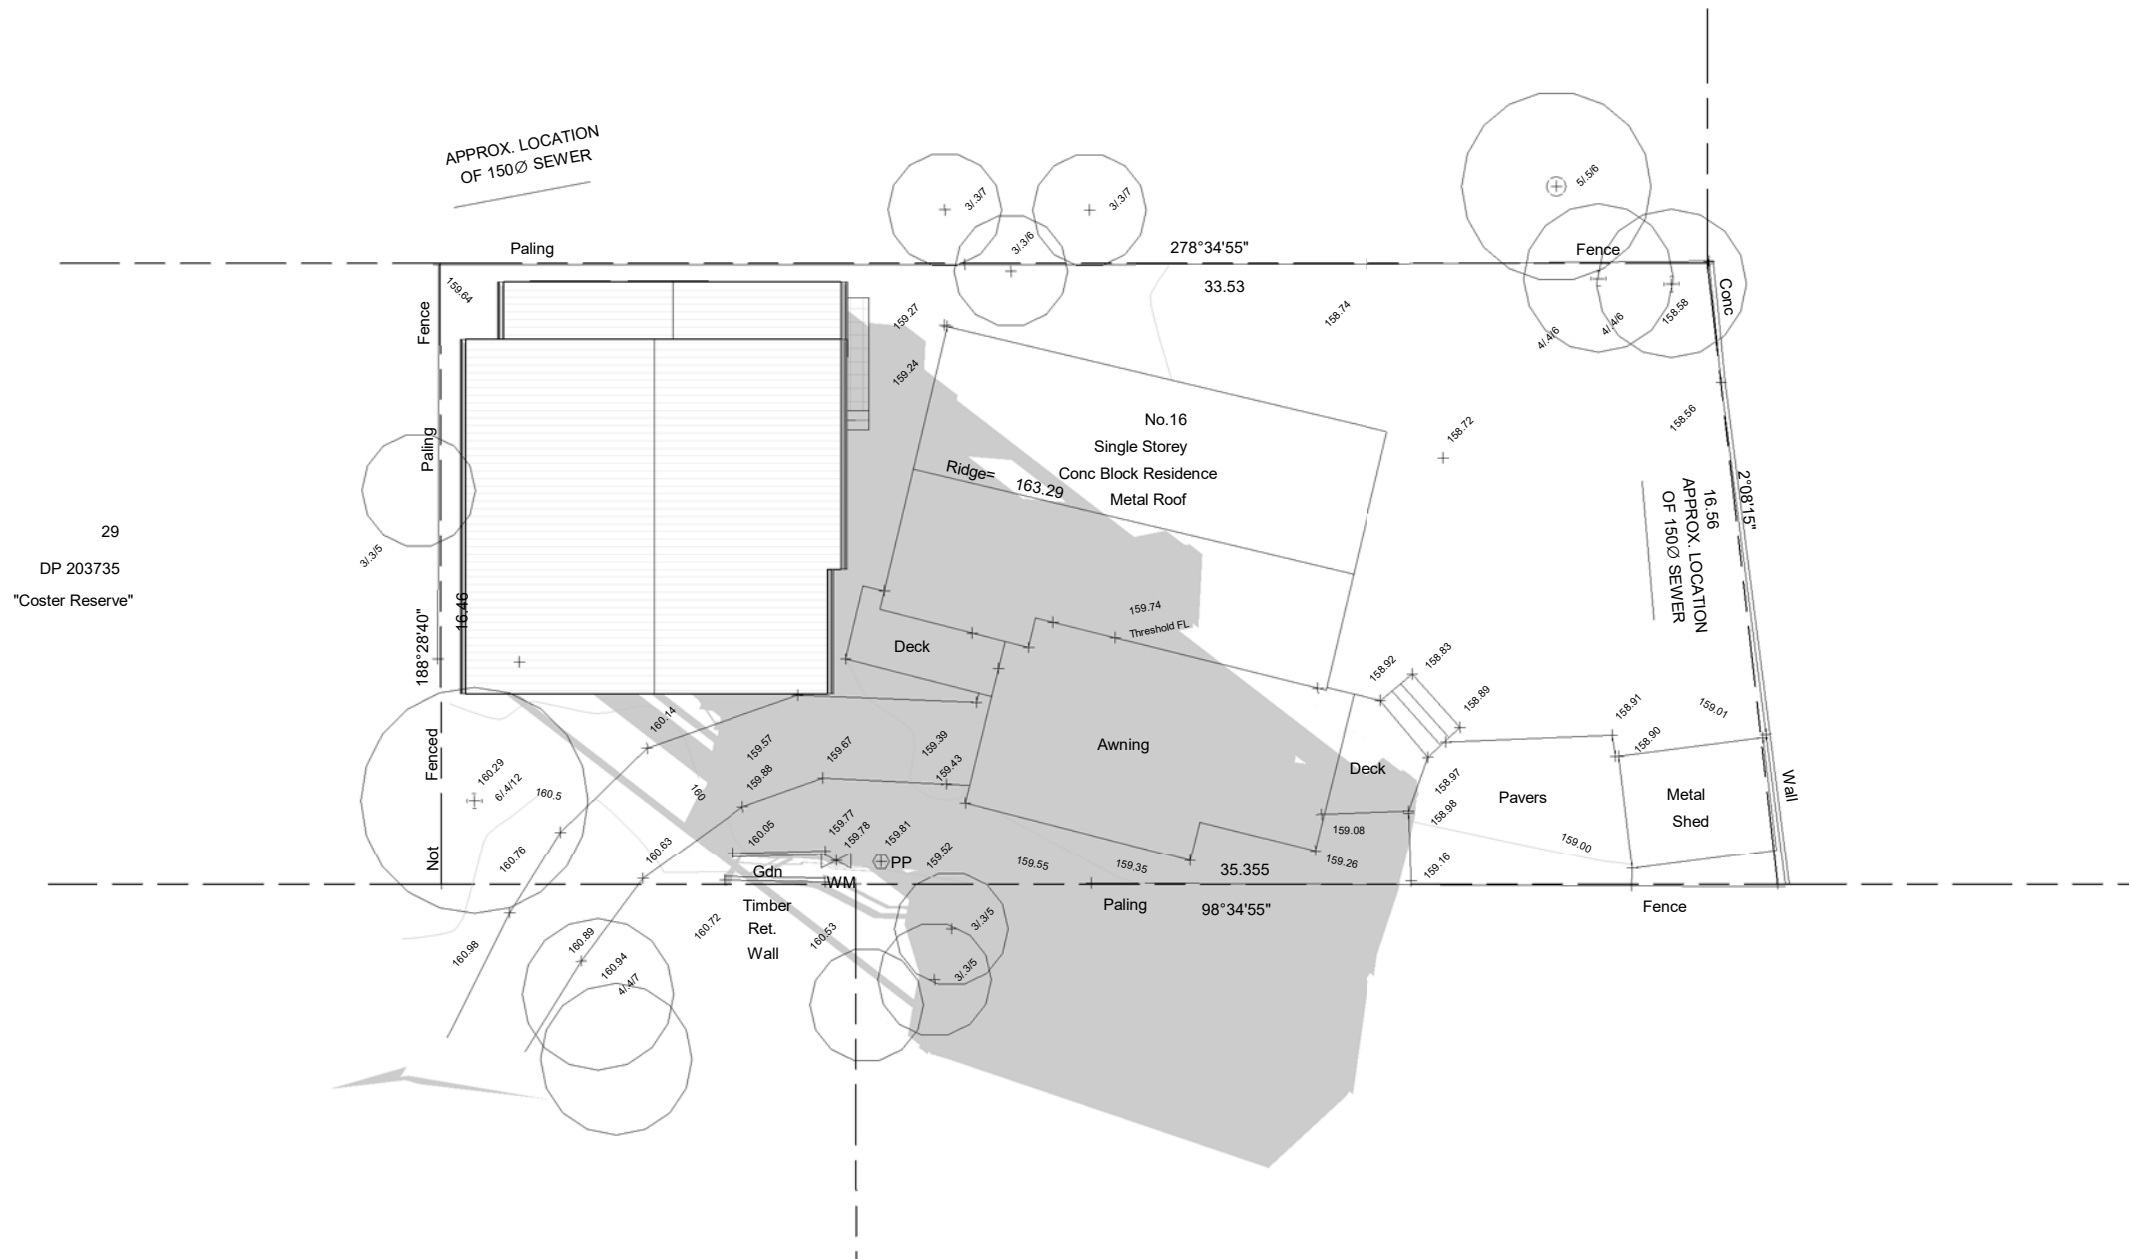 APPROX. LOCATION
OF 150Ø SEWER
3/.3/7
3/.3/7
3/.3/6
5/.5/6
Paling
278°34'55"
Fence
33.53
159.64
Fence
159.27
158.74
4/.4/6
4/.4/6
158.58
Conc
159.24
No.16
Single Storey
Conc Block Residence
Metal Roof
Ridge=
163.29
158.72
158.56
Paling
2°08'15"
16.56
APPROX. LOCATION
OF 150Ø SEWER
29
DP 203735
"Coster Reserve"
3/.3/5
188°28'40"
16.46
159.74
Threshold FL
Deck
158.92
158.83
158.89
158.91
159.01
158.90
160.14
159.57
159.67
159.39
159.43
159.88
Awning
Deck
158.97
158.98
Pavers
Metal
Shed
Wall
Fenced
Not
160.29
6/.4/12
160.5
160
160.76
160.63
160.05
159.77
159.78
159.81
PP
159.52
159.55
159.35
159.08
159.26
159.16
159.00
Gdn
WM
35.355
Timber
Ret.
Wall
Paling
98°34'55"
Fence
160.98
160.89
160.94
4/.4/7
160.72
160.53
3/.3/5
3/.3/5